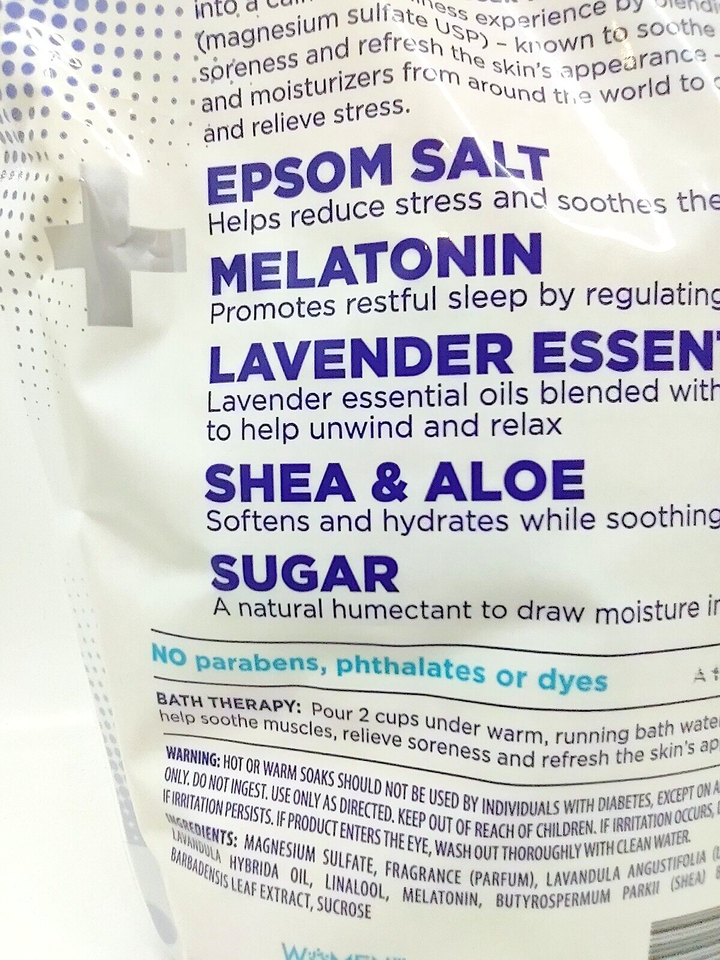 into a
ness experience by
(magnesium sulfate USP) – known to soothe
soreness and refresh the skin's appearance -
and moisturizers from around the world to
and relieve stress.
EPSOM SALT
Helps reduce stress and soothes the
MELATONIN
Promotes restful sleep by regulating
LAVENDER ESSEN
Lavender essential oils blended with
to help unwind and relax
SHEA & ALOE
Softens and hydrates while soothing
SUGAR
A natural humectant to draw moisture
NO parabens, phthalates or dyes
BATH THERAPY: Pour 2 cups under warm, running bath
help soothe muscles, relieve soreness and refresh the skin's
WARNING: HOT OR WARM SOAKS SHOULD NOT BE USED BY INDIVIDUALS WITH DIABETES, EXCEPT ON
ONLY. DO NOT INGEST. USE ONLY AS DIRECTED. KEEP OUT OF REACH OF CHILDREN. IF IRRITATION OCCURS,
IF IRRITATION PERSISTS. IF PRODUCT ENTERS THE EYE, WASH OUT THOROUGHLY WITH CLEAN WATER.
INGREDIENTS: MAGNESIUM SULFATE, FRAGRANCE (PARFUM), LAVANDULA ANGUSTIFOLIA
LAVANDULA HYBRIDA OIL, LINALOOL, MELATONIN, BUTYROSPERMUM PARKII (SHEA)
BARBADENSIS LEAF EXTRACT, SUCROSE